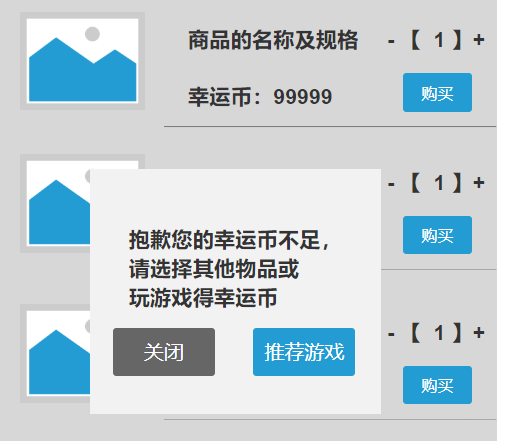 商品的名称及规格 - 【 1 】+
幸运币：99999 购买
- 【 1 】+
购买
抱歉您的幸运币不足，
请选择其他物品或
玩游戏得幸运币
- 【 1 】+
关闭 推荐游戏
购买